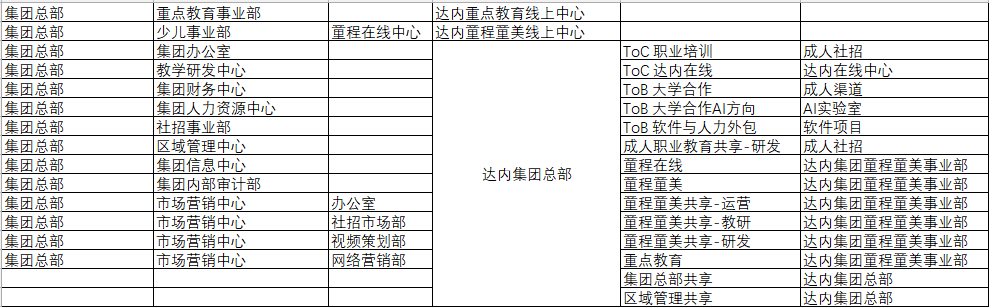 集团总部 重点教育事业部 达内重点教育线上中心
集团总部 少儿事业部 童程在线中心 达内童程童美线上中心
集团总部 集团办公室 ToC 职业培训 成人社招
集团总部 教学研发中心 ToC 达内在线 达内在线中心
集团总部 集团财务中心 ToB 大学合作 成人渠道
集团总部 集团人力资源中心 ToB 大学合作AI方向 AI实验室
集团总部 社招事业部 ToB 软件与人力外包 软件项目
集团总部 区域管理中心 成人职业教育共享-研发 成人社招
集团总部 集团信息中心 达内集团总部 童程在线 达内集团童程童美事业部
集团总部 集团内部审计部 童程童美 达内集团童程童美事业部
集团总部 市场营销中心 办公室 童程童美共享-运营 达内集团童程童美事业部
集团总部 市场营销中心 社招市场部 童程童美共享-教研 达内集团童程童美事业部
集团总部 市场营销中心 视频策划部 童程童美共享-研发 达内集团童程童美事业部
集团总部 市场营销中心 网络营销部 重点教育 达内集团童程童美事业部
集团总部共享 达内集团总部
区域管理共享 达内集团总部